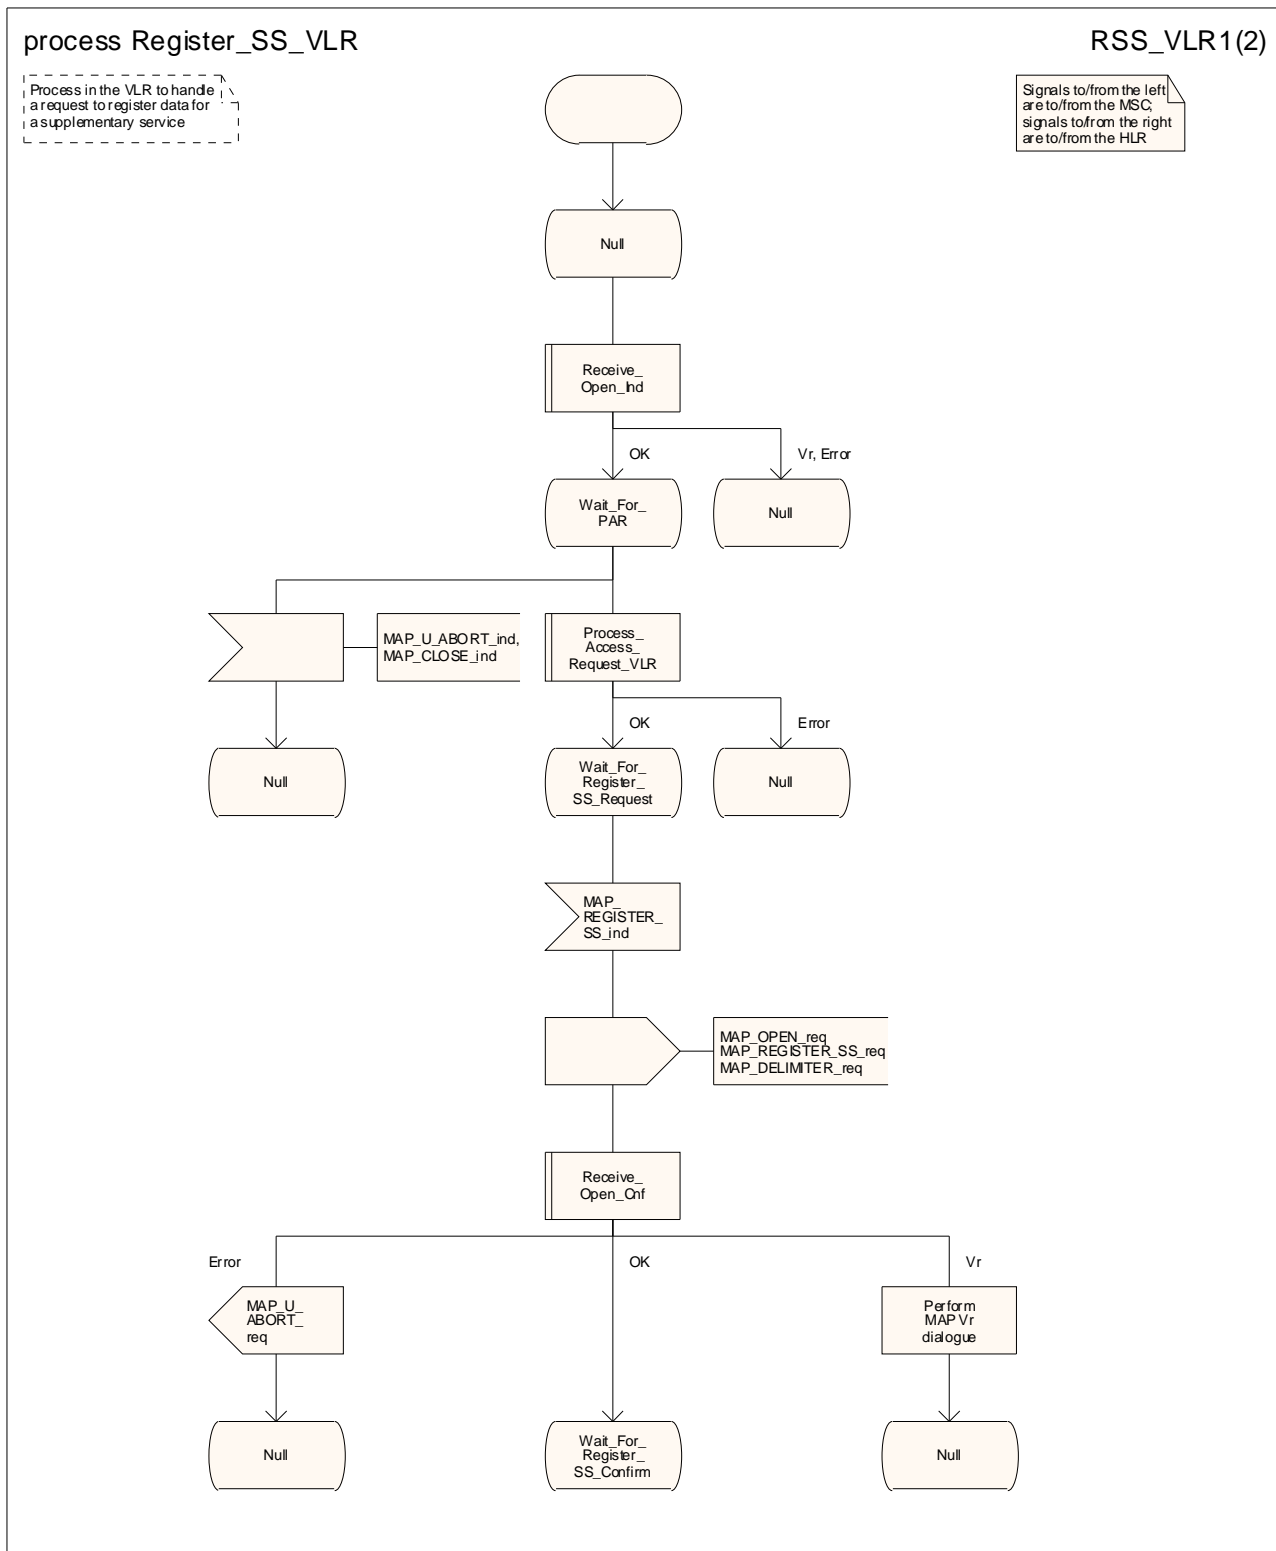 process Register_SS_VLR
RSS_VLR1(2)
Process in the VLR to handle
a request to register data for
a supplementary service
Signals to/from the left
are to/from the MSC;
signals to/from the right
are to/from the HLR
Null
Receive_
Open_Ind
OK
Vr, Error
Wait_For_
PAR
Null
MAP_U_ABORT_ind,
MAP_CLOSE_ind
Process_
Access_
Request_VLR
OK
Error
Null
Wait_For_
Register_
SS_Request
Null
MAP_
REGISTER_
SS_ind
MAP_OPEN_req
MAP_REGISTER_SS_req
MAP_DELIMITER_req
Receive_
Open_Cnf
Error
OK
Vr
MAP_U_
ABORT_
req
Perform
MAP Vr
dialogue
Null
Wait_For_
Register_
SS_Confirm
Null